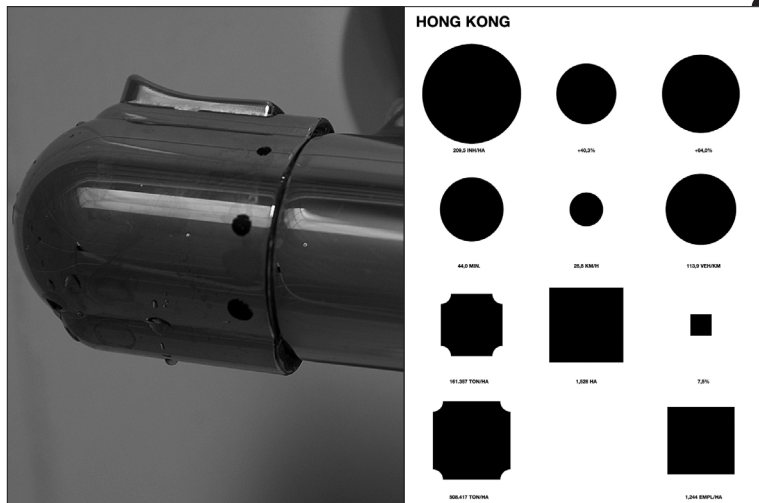 HONG KONG
209,5 INH/HA
+40,3%
+64,0%
44,0 MIN.
25,5 KM/H
113,9 VEH/KM
161.357 TON/HA
1,529 HA
7,5%
508.417 TON/HA
1,244 EMPL/HA